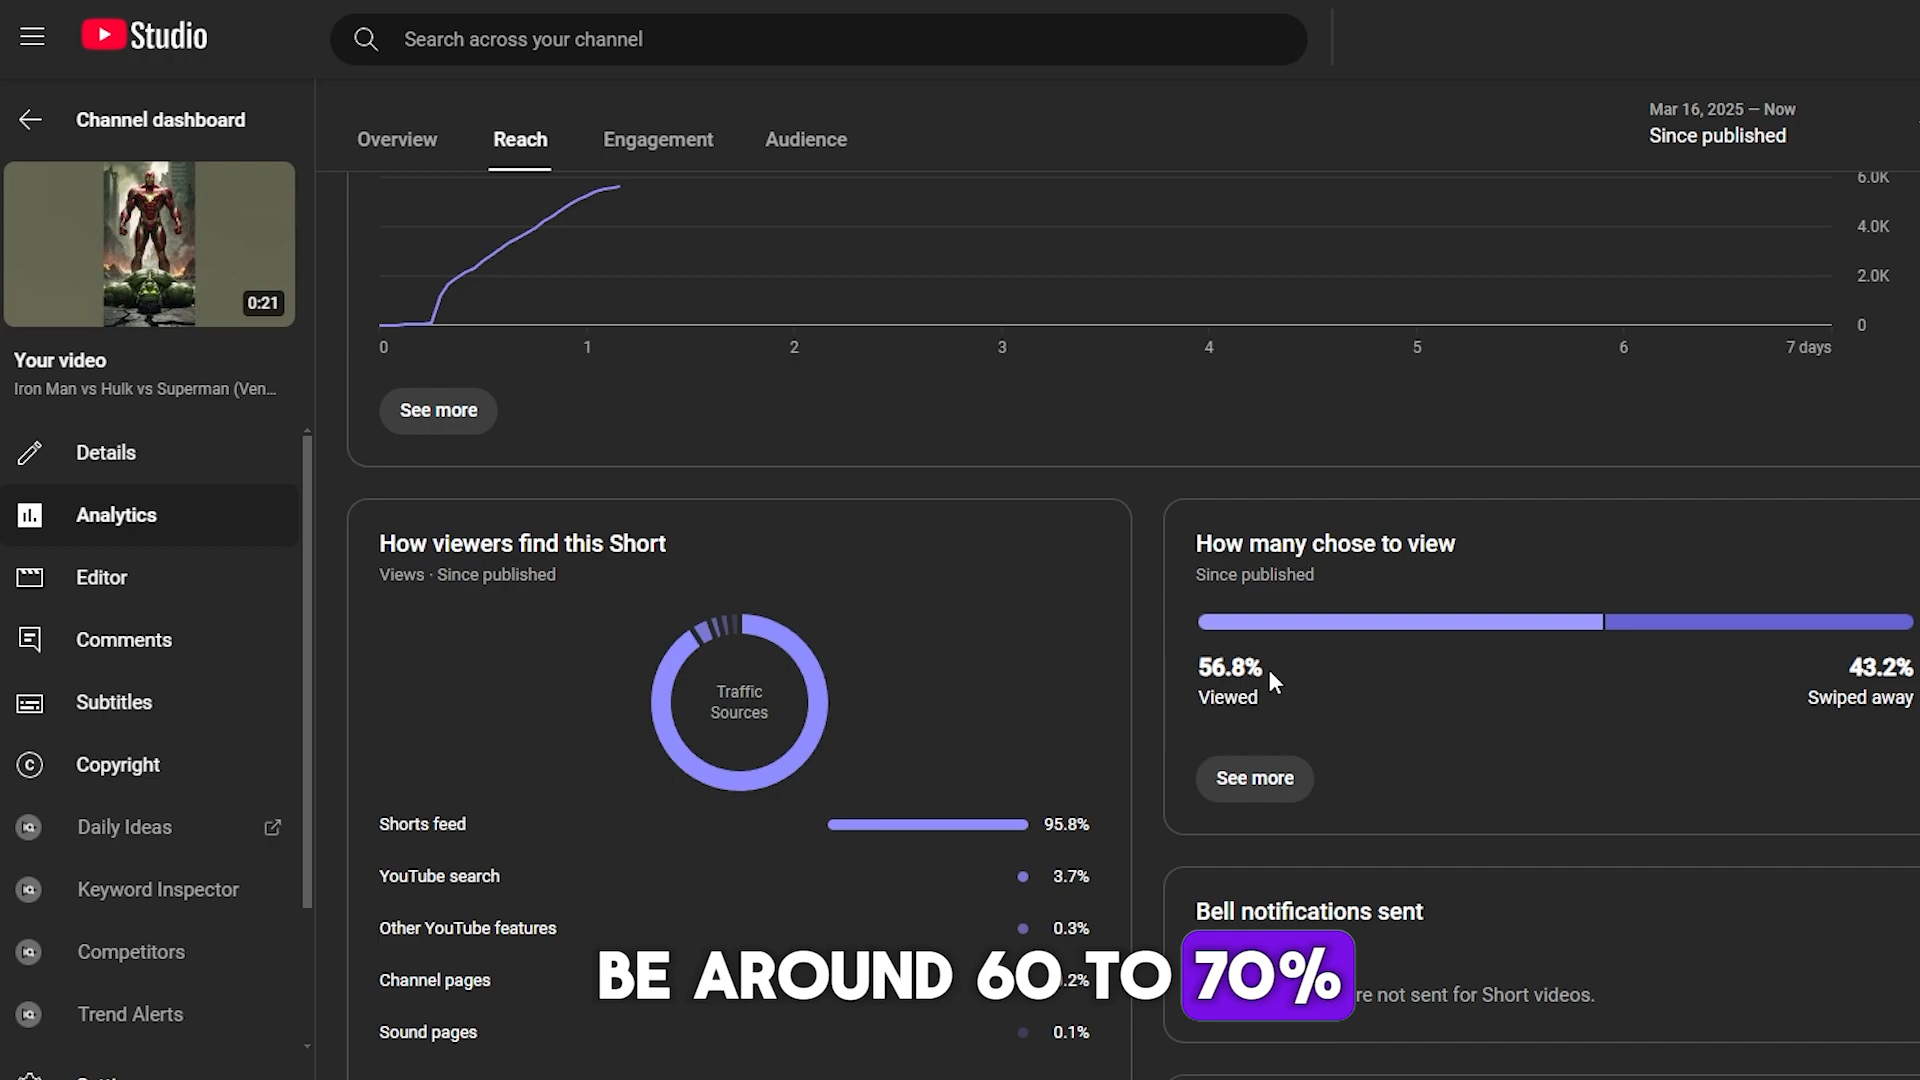 Studio
Search across your channel
Channel dashboard
0:21
Your video
Iron Man vs Hulk vs Superman (Ven...
Details
Analytics
Editor
Comments
Subtitles
Copyright
Daily Ideas
Keyword Inspector
Competitors
Trend Alerts
Overview
Reach
Engagement
Audience
Mar 16, 2025 – Now
Since published
6.0K
4.0K
2.0K
0
0 1 2 3 4 5 6 7 days
See more
How viewers find this Short
Views · Since published
Traffic
Sources
Shorts feed 95.8%
YouTube search 3.7%
Other YouTube features 0.3%
Channel pages .2%
Sound pages 0.1%
How many chose to view
Since published
56.8% 43.2%
Viewed Swiped away
See more
Bell notifications sent
re not sent for Short videos.
BE AROUND 60 TO 70%